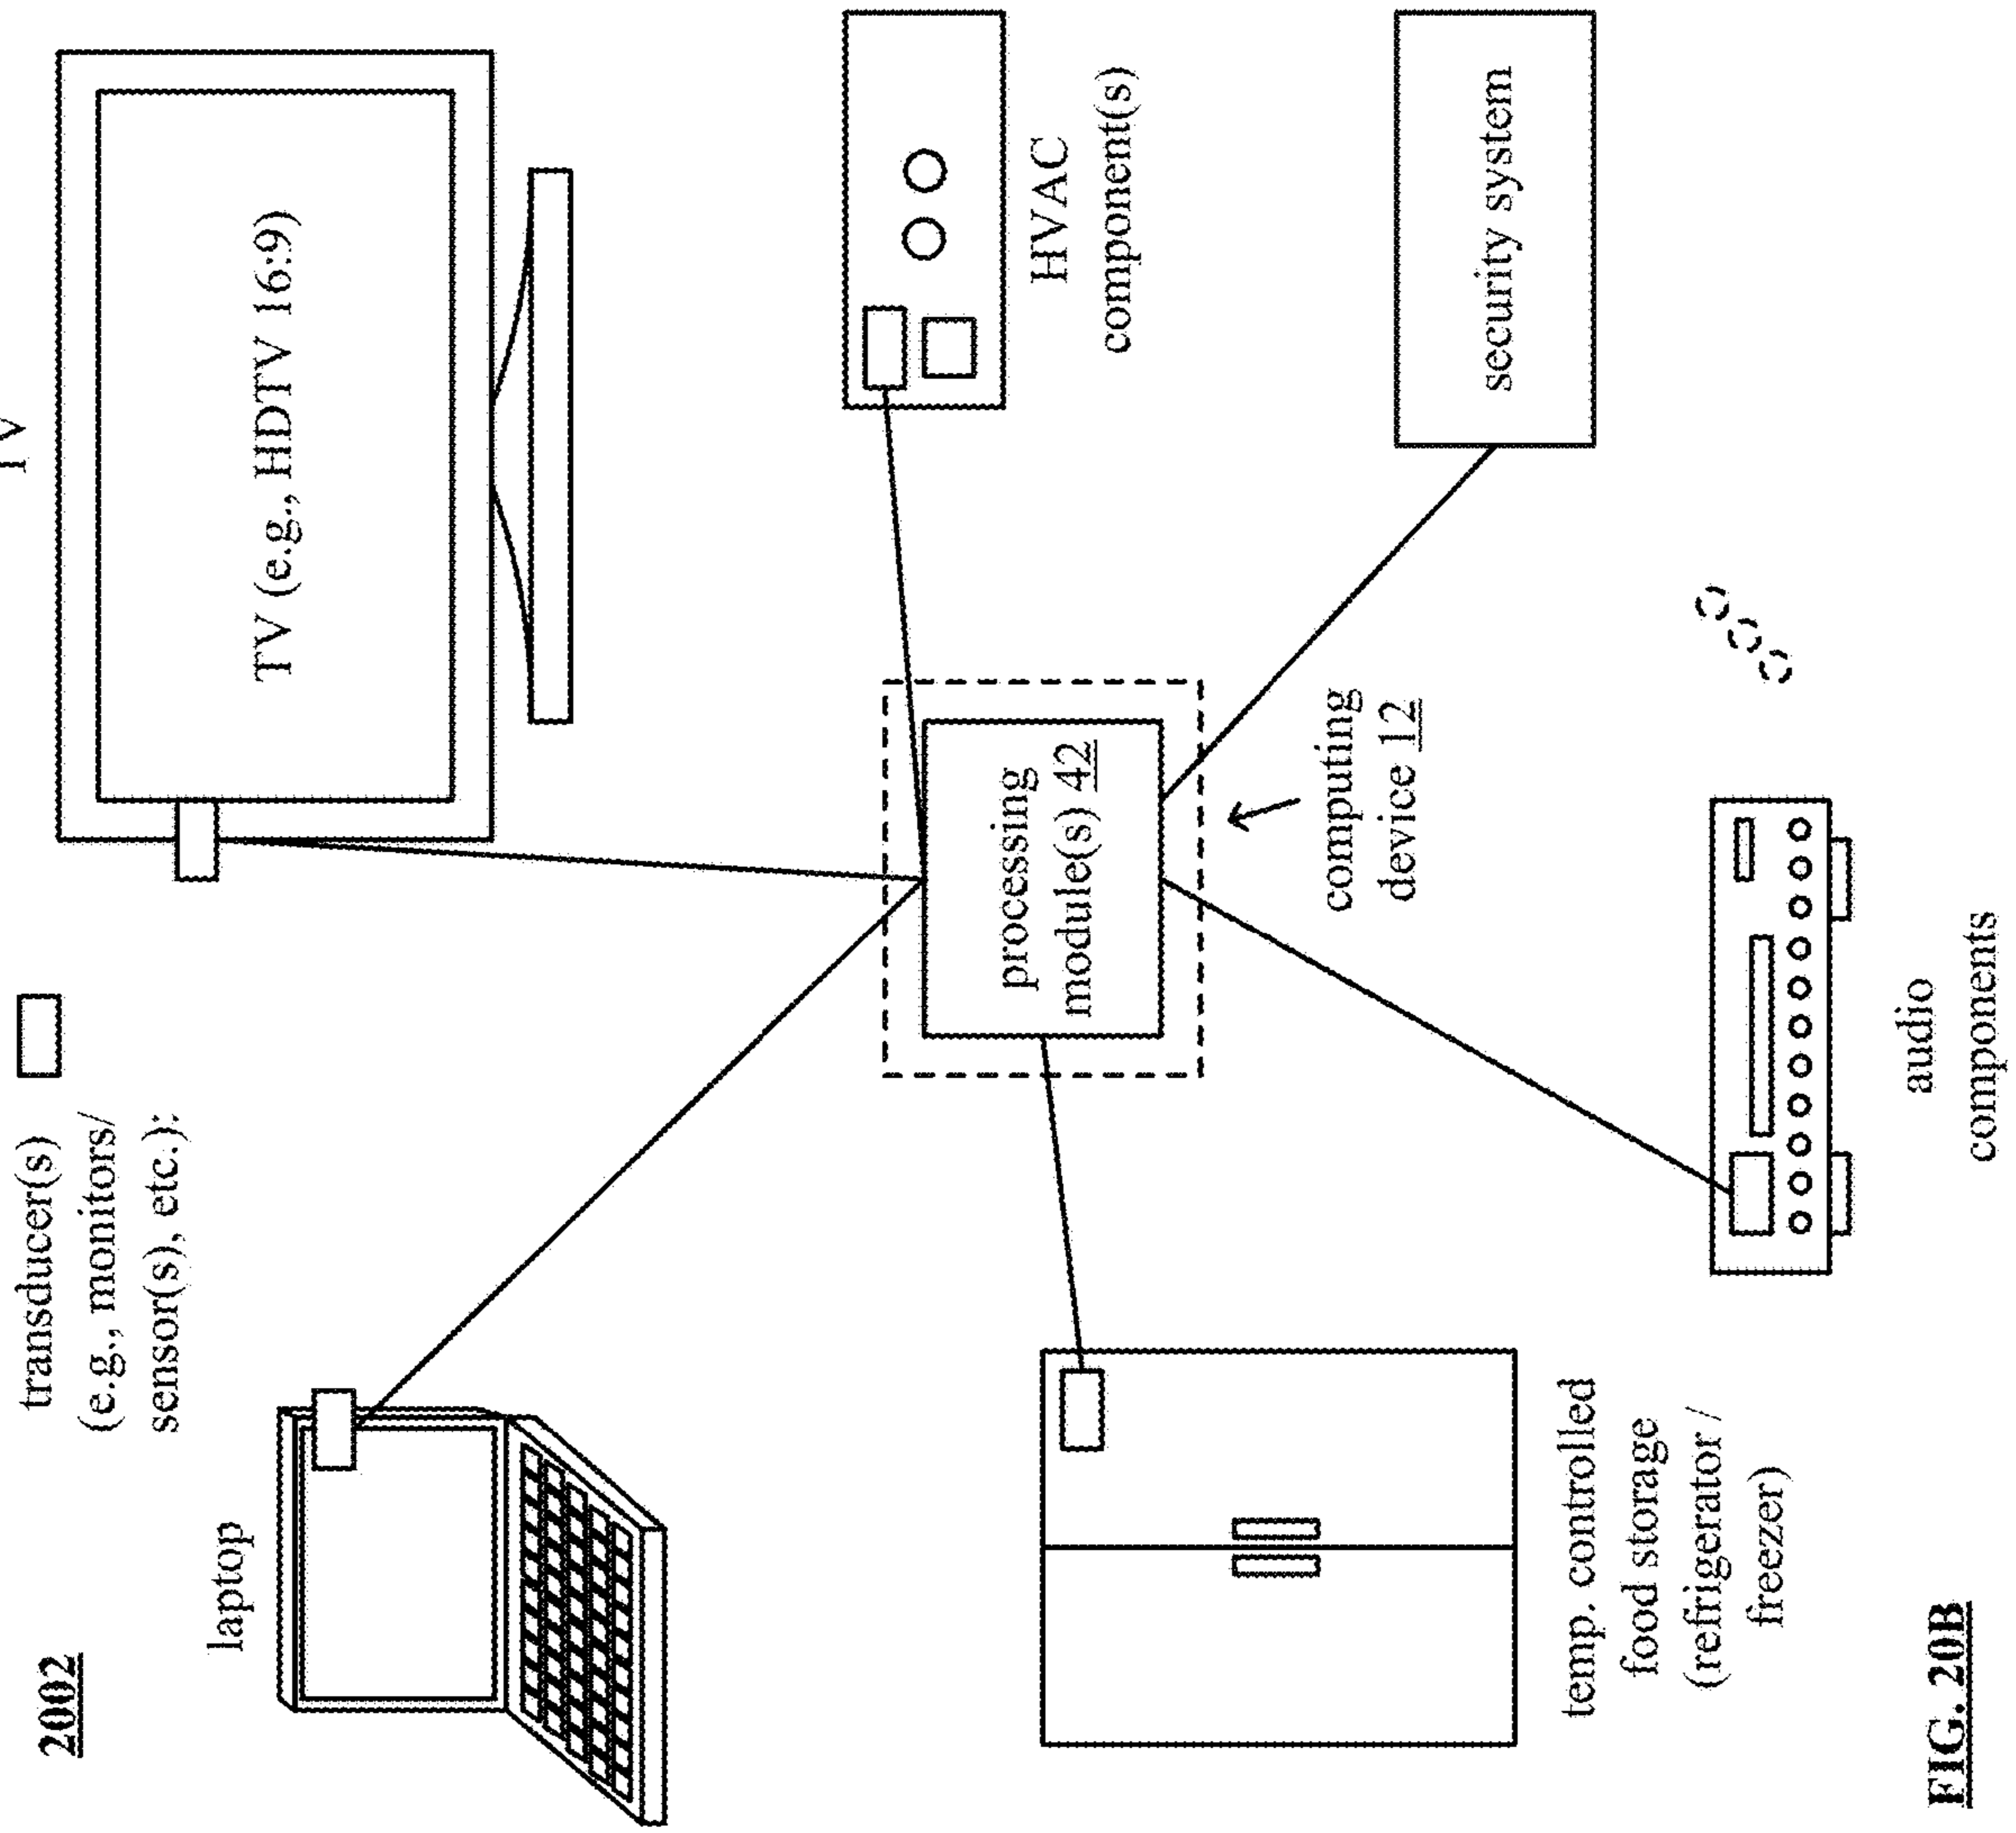 2002
transducer(s)
(e.g., monitors/
sensor(s), etc.):
TV
laptop
TV (e.g., HDTV 16:9)
processing
module(s) 42
HVAC
component(s)
computing
device 12
temp. controlled
food storage
(refrigerator /
freezer)
security system
audio
components
FIG. 20B